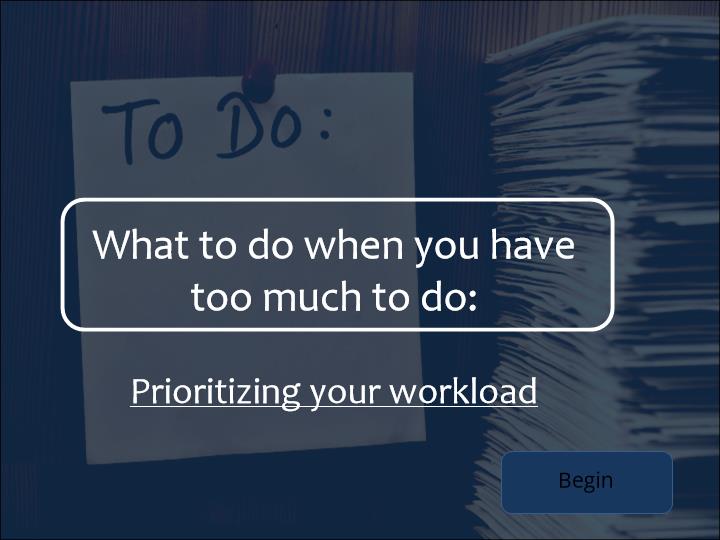 To Do:
What to do when you have
too much to do:
Prioritizing your workload
Begin